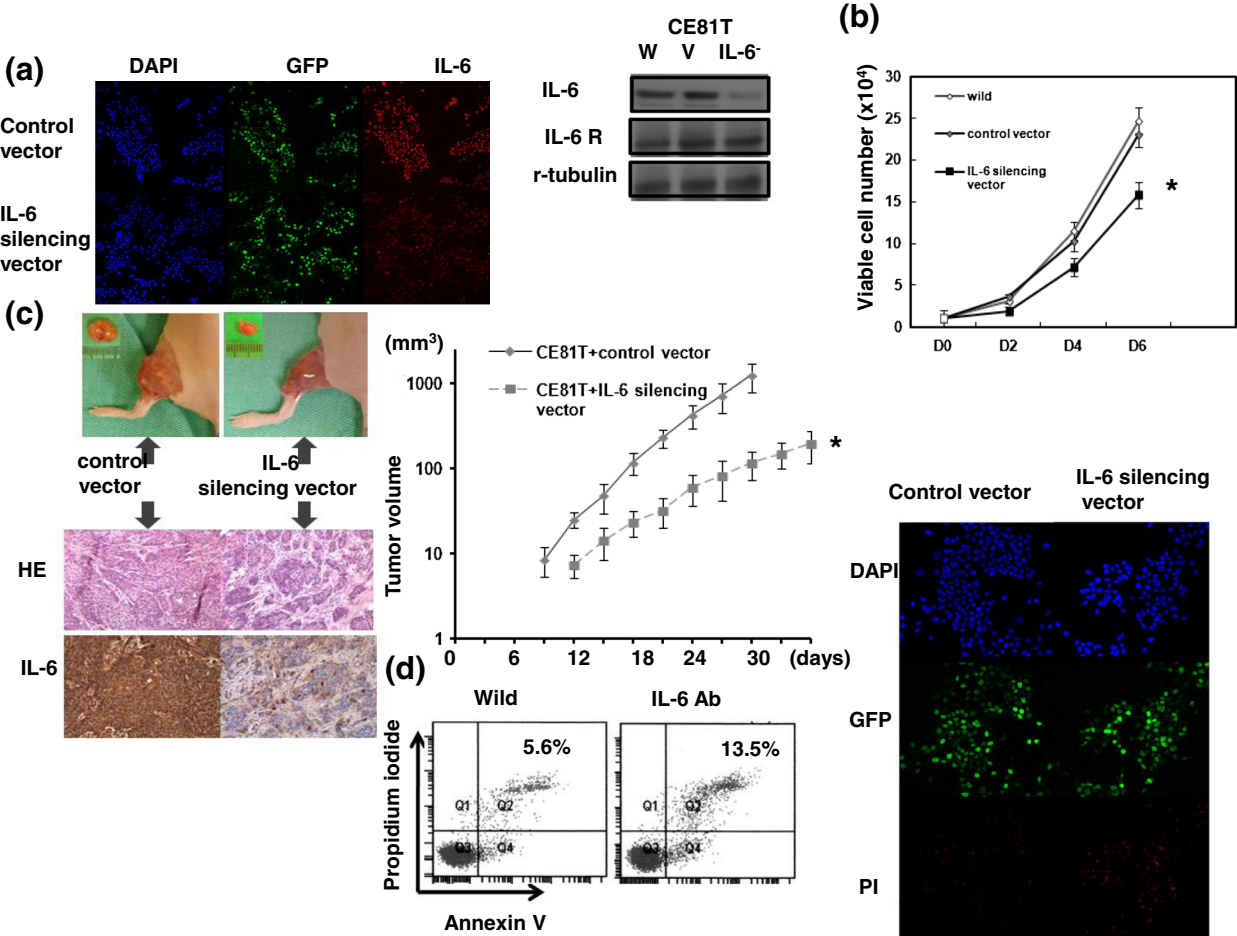 (a)
DAPI GFP IL-6
Control
vector
IL-6
silencing
vector
CE81T
W V IL-6-
IL-6
IL-6 R
r-tubulin
(b)
Viable cell number (x10⁴)
30
25
20
15
10
5
0
D0 D2 D4 D6
wild
control vector
IL-6 silencing
vector
*
(c)
control
vector
IL-6
silencing vector
HE
IL-6
(mm³)
Tumor volume
1000
100
10
1
0 6 12 18 24 30 (days)
CE81T+control vector
CE81T+IL-6 silencing
vector
*
(d)
Wild IL-6 Ab
Propidium iodide
5.6%
Q1 Q2
Q3 Q4
13.5%
Q1 Q2
Q3 Q4
Annexin V
Control vector
IL-6 silencing
vector
DAPI
GFP
PI